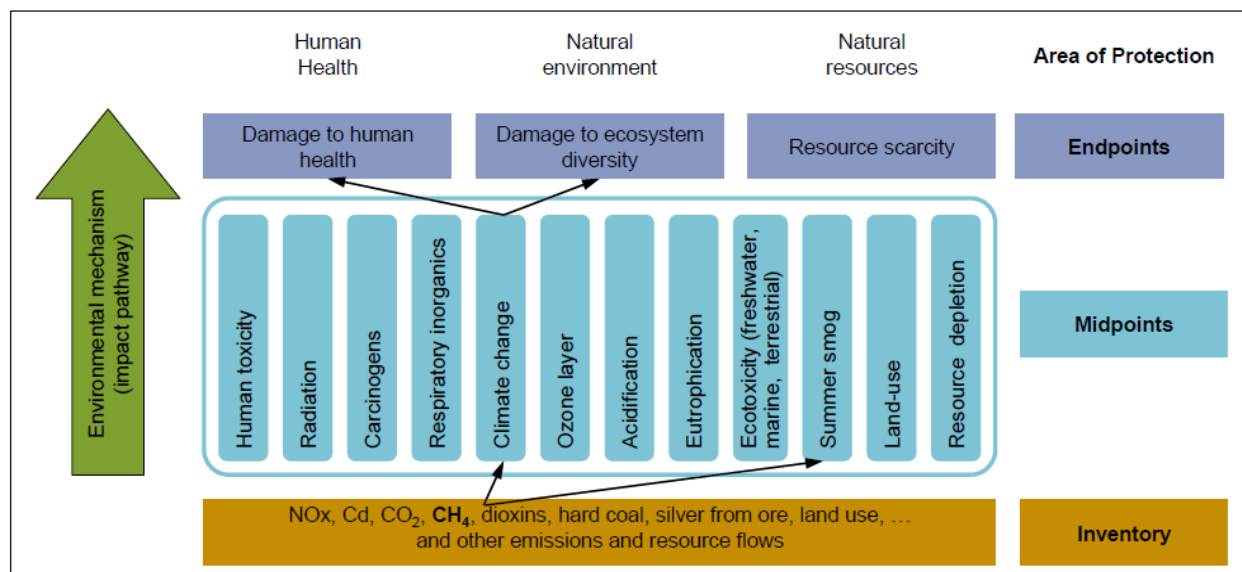 Human
Health
Natural
environment
Natural
resources
Area of Protection
Damage to human
health
Damage to ecosystem
diversity
Resource scarcity
Endpoints
Environmental mechanism
(impact pathway)
Human toxicity
Radiation
Carcinogens
Respiratory inorganics
Climate change
Ozone layer
Acidification
Eutrophication
Ecotoxicity (freshwater,
marine, terrestrial)
Summer smog
Land-use
Resource depletion
Midpoints
NOx, Cd, CO₂, CH₄, dioxins, hard coal, silver from ore, land use, …
and other emissions and resource flows
Inventory